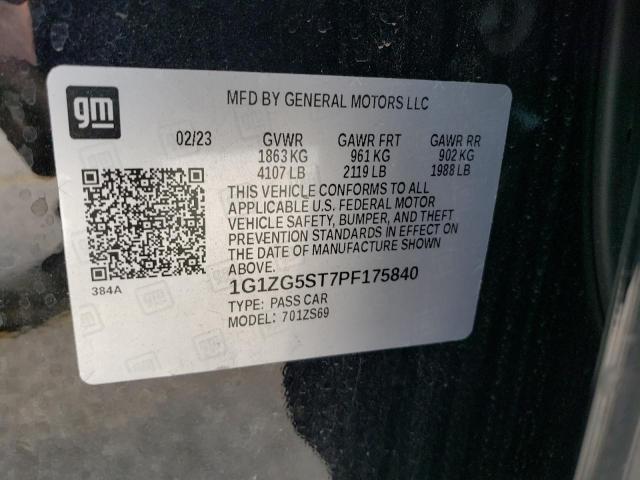 gm
MFD BY GENERAL MOTORS LLC
02/23 GVWR GAWR FRT GAWR RR
1863 KG 961 KG 902 KG
4107 LB 2119 LB 1988 LB
THIS VEHICLE CONFORMS TO ALL
APPLICABLE U.S. FEDERAL MOTOR
VEHICLE SAFETY, BUMPER, AND THEFT
PREVENTION STANDARDS IN EFFECT ON
THE DATE OF MANUFACTURE SHOWN
ABOVE.
384A
1G1ZG5ST7PF175840
TYPE: PASS CAR
MODEL: 701ZS69